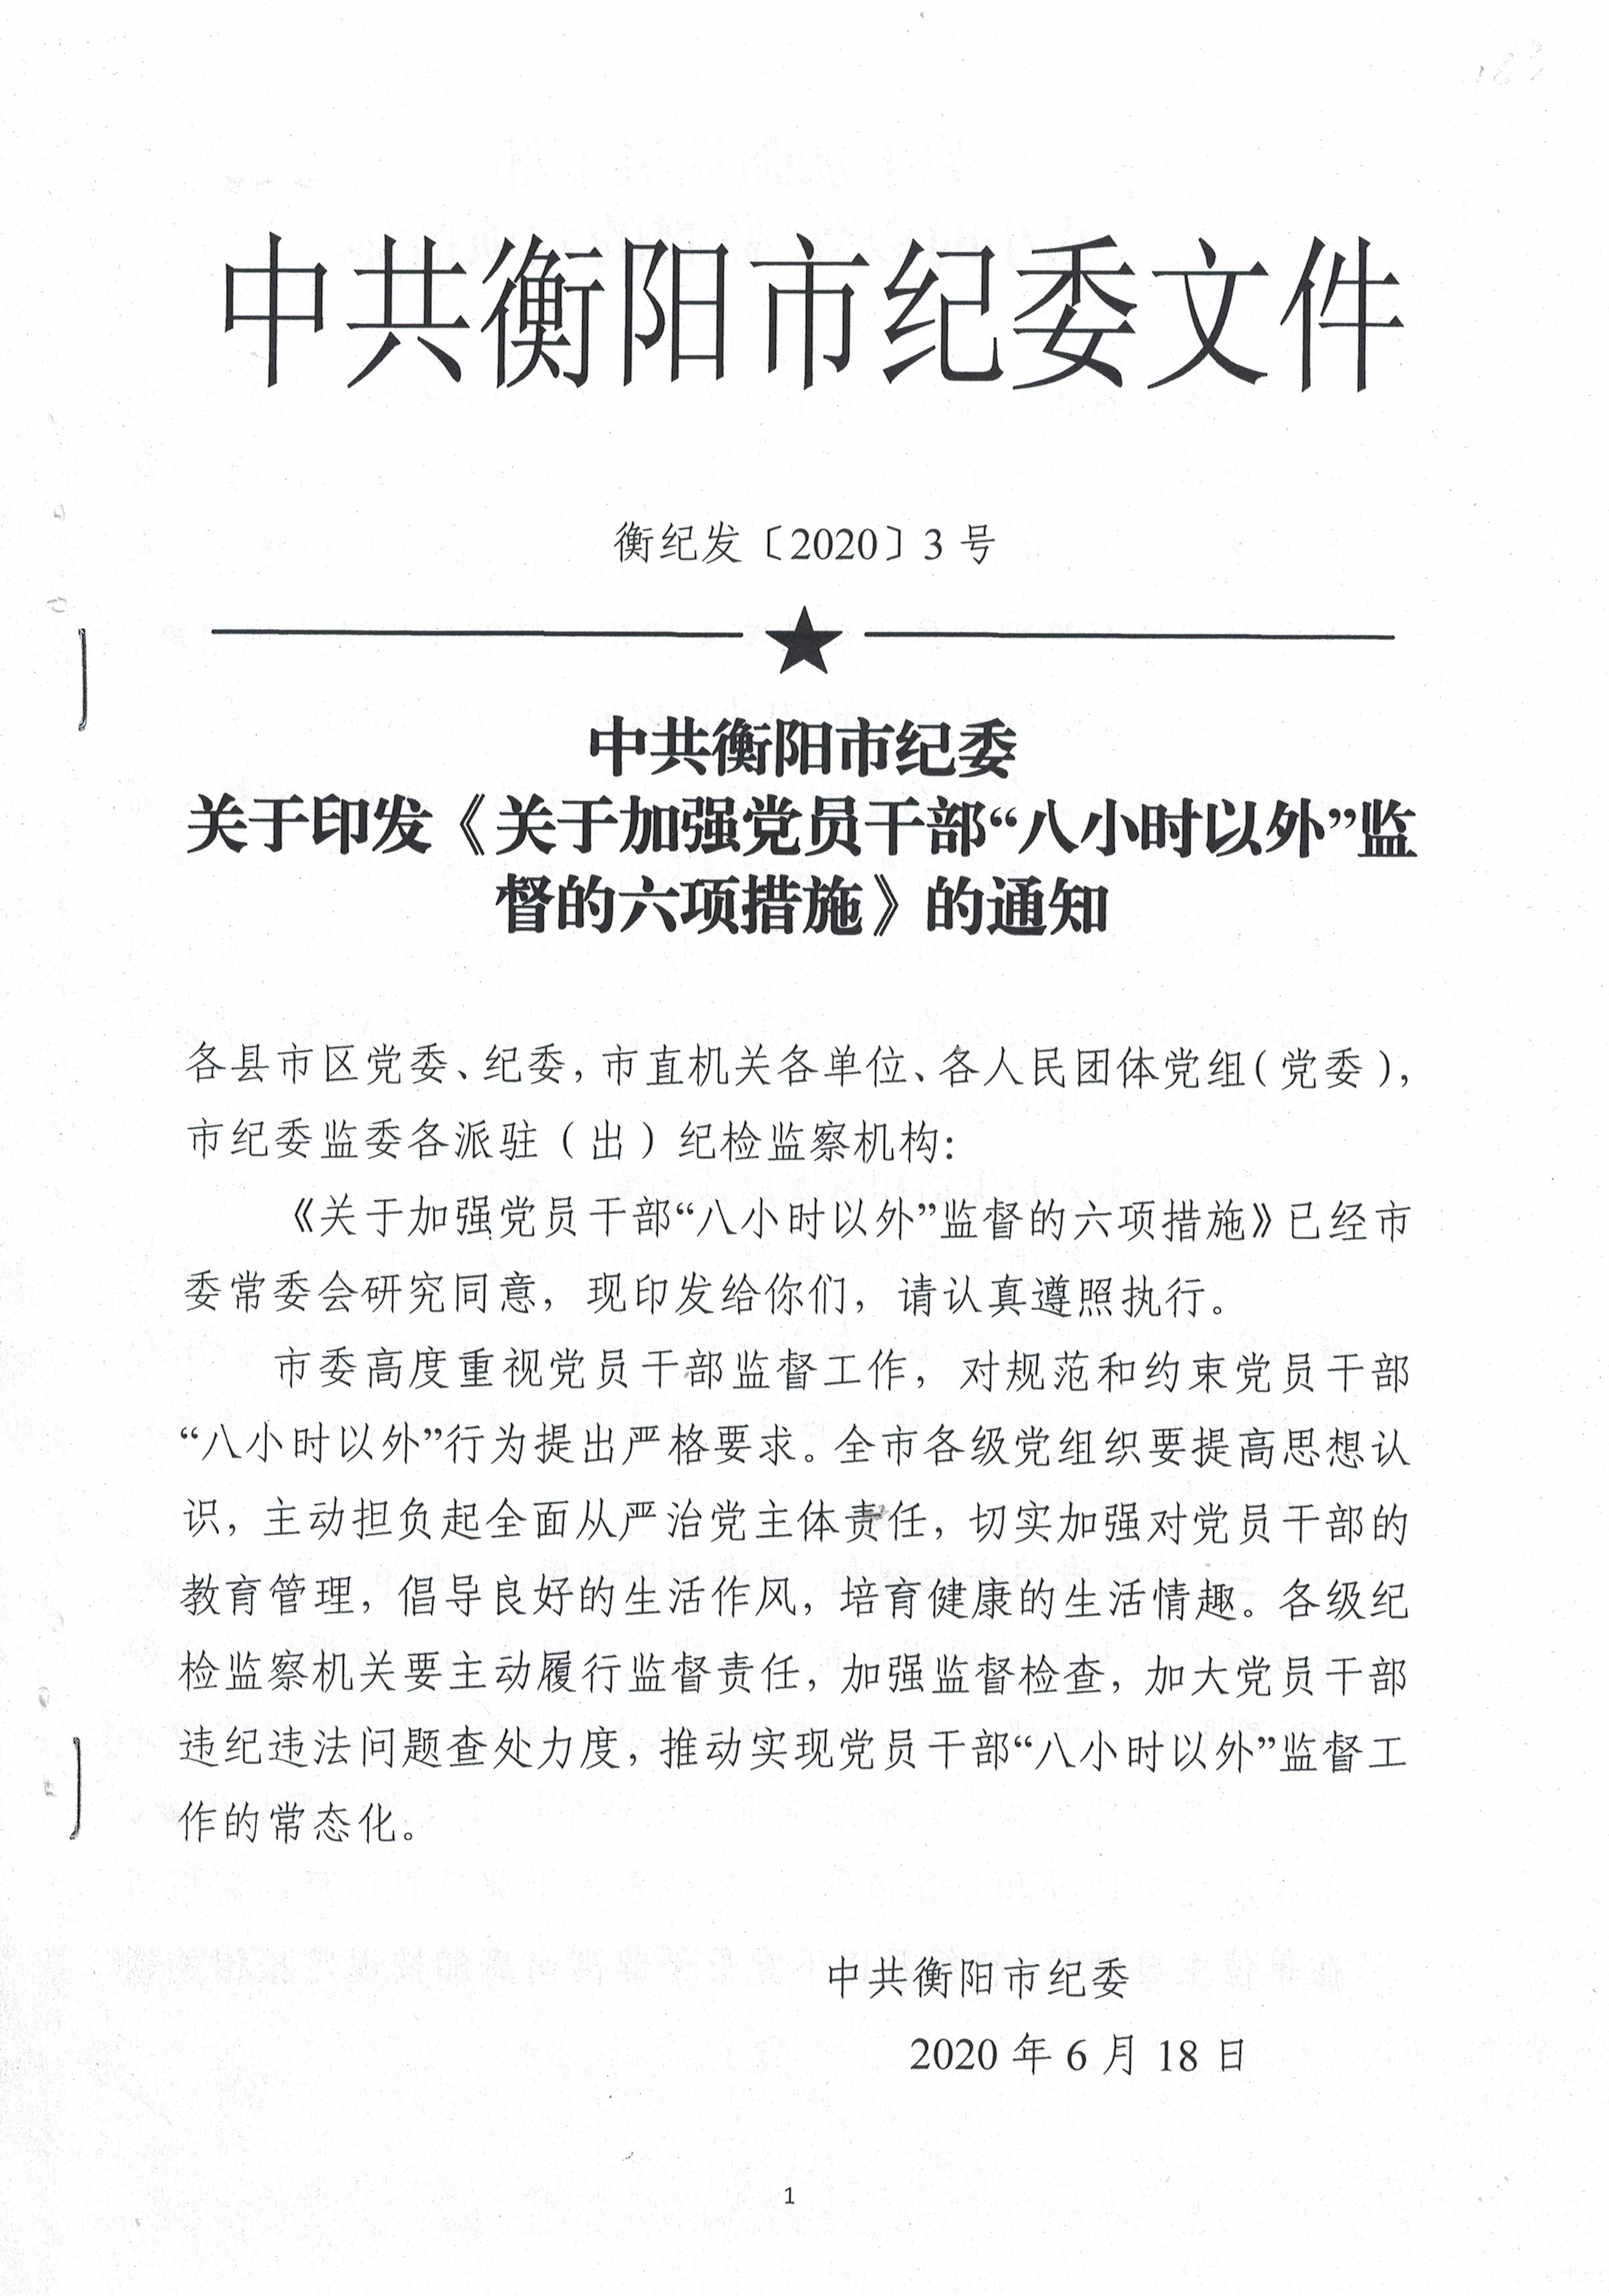 中共衡阳市纪委文件
衡纪发〔2020〕3 号
中共衡阳市纪委
关于印发《关于加强党员干部“八小时以外”监
督的六项措施》的通知
各县市区党委、纪委，市直机关各单位、各人民团体党组(党委)，
市纪委监委各派驻（出）纪检监察机构：
《关于加强党员干部“八小时以外”监督的六项措施》已经市
委常委会研究同意，现印发给你们，请认真遵照执行。
市委高度重视党员干部监督工作，对规范和约束党员干部
“八小时以外”行为提出严格要求。全市各级党组织要提高思想认
识，主动担负起全面从严治党主体责任，切实加强对党员干部的
教育管理，倡导良好的生活作风，培育健康的生活情趣。各级纪
检监察机关要主动履行监督责任，加强监督检查，加大党员干部
违纪违法问题查处力度，推动实现党员干部“八小时以外”监督工
作的常态化。
中共衡阳市纪委
2020 年 6 月 18 日
1